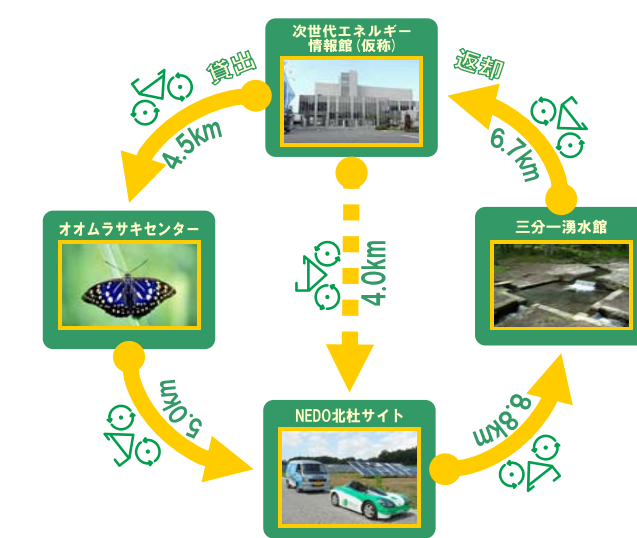 次世代エネルギー
情報館(仮称)
貸出
返却
4.5km
6.7km
オオムラサキセンター
三分一湧水館
4.0km
5.0km
NEDO北杜サイト
8.8km